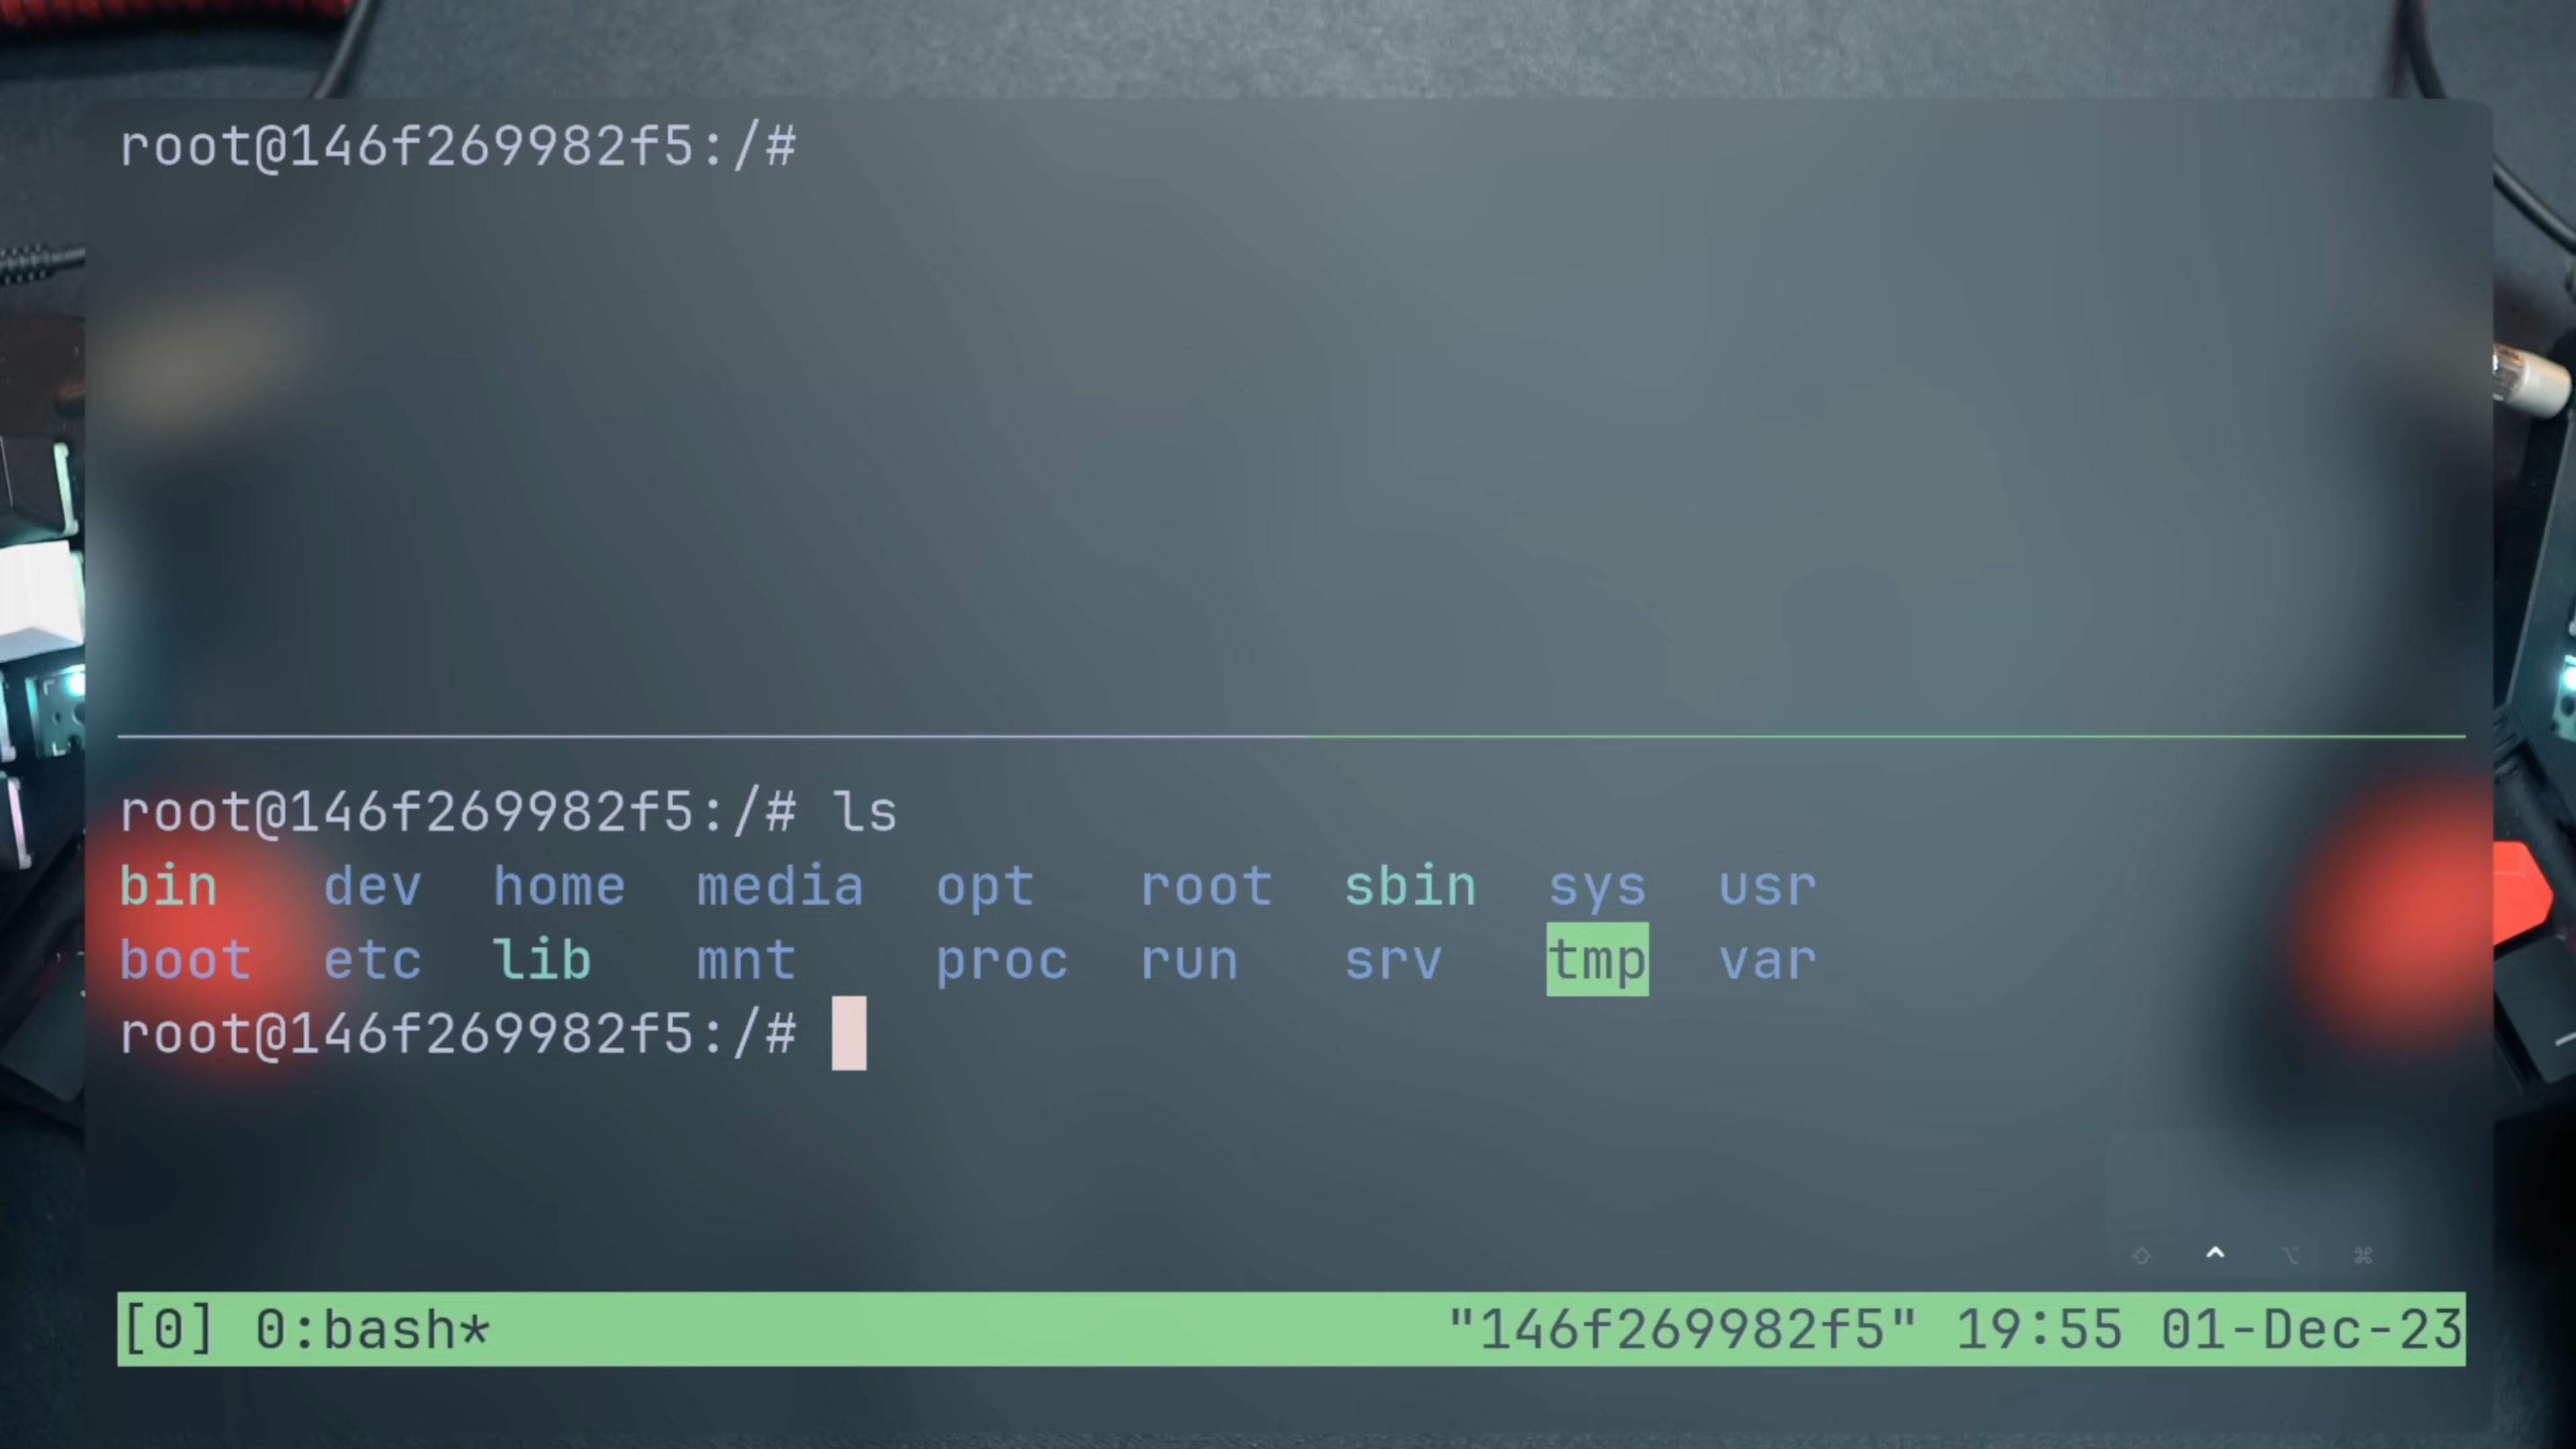 root@146f269982f5:/#
root@146f269982f5:/# ls
bin dev home media opt root sbin sys usr
boot etc lib mnt proc run srv tmp var
root@146f269982f5:/#
[0] 0:bash* "146f269982f5" 19:55 01-Dec-23
⇧ ^ ⌥ ⌘